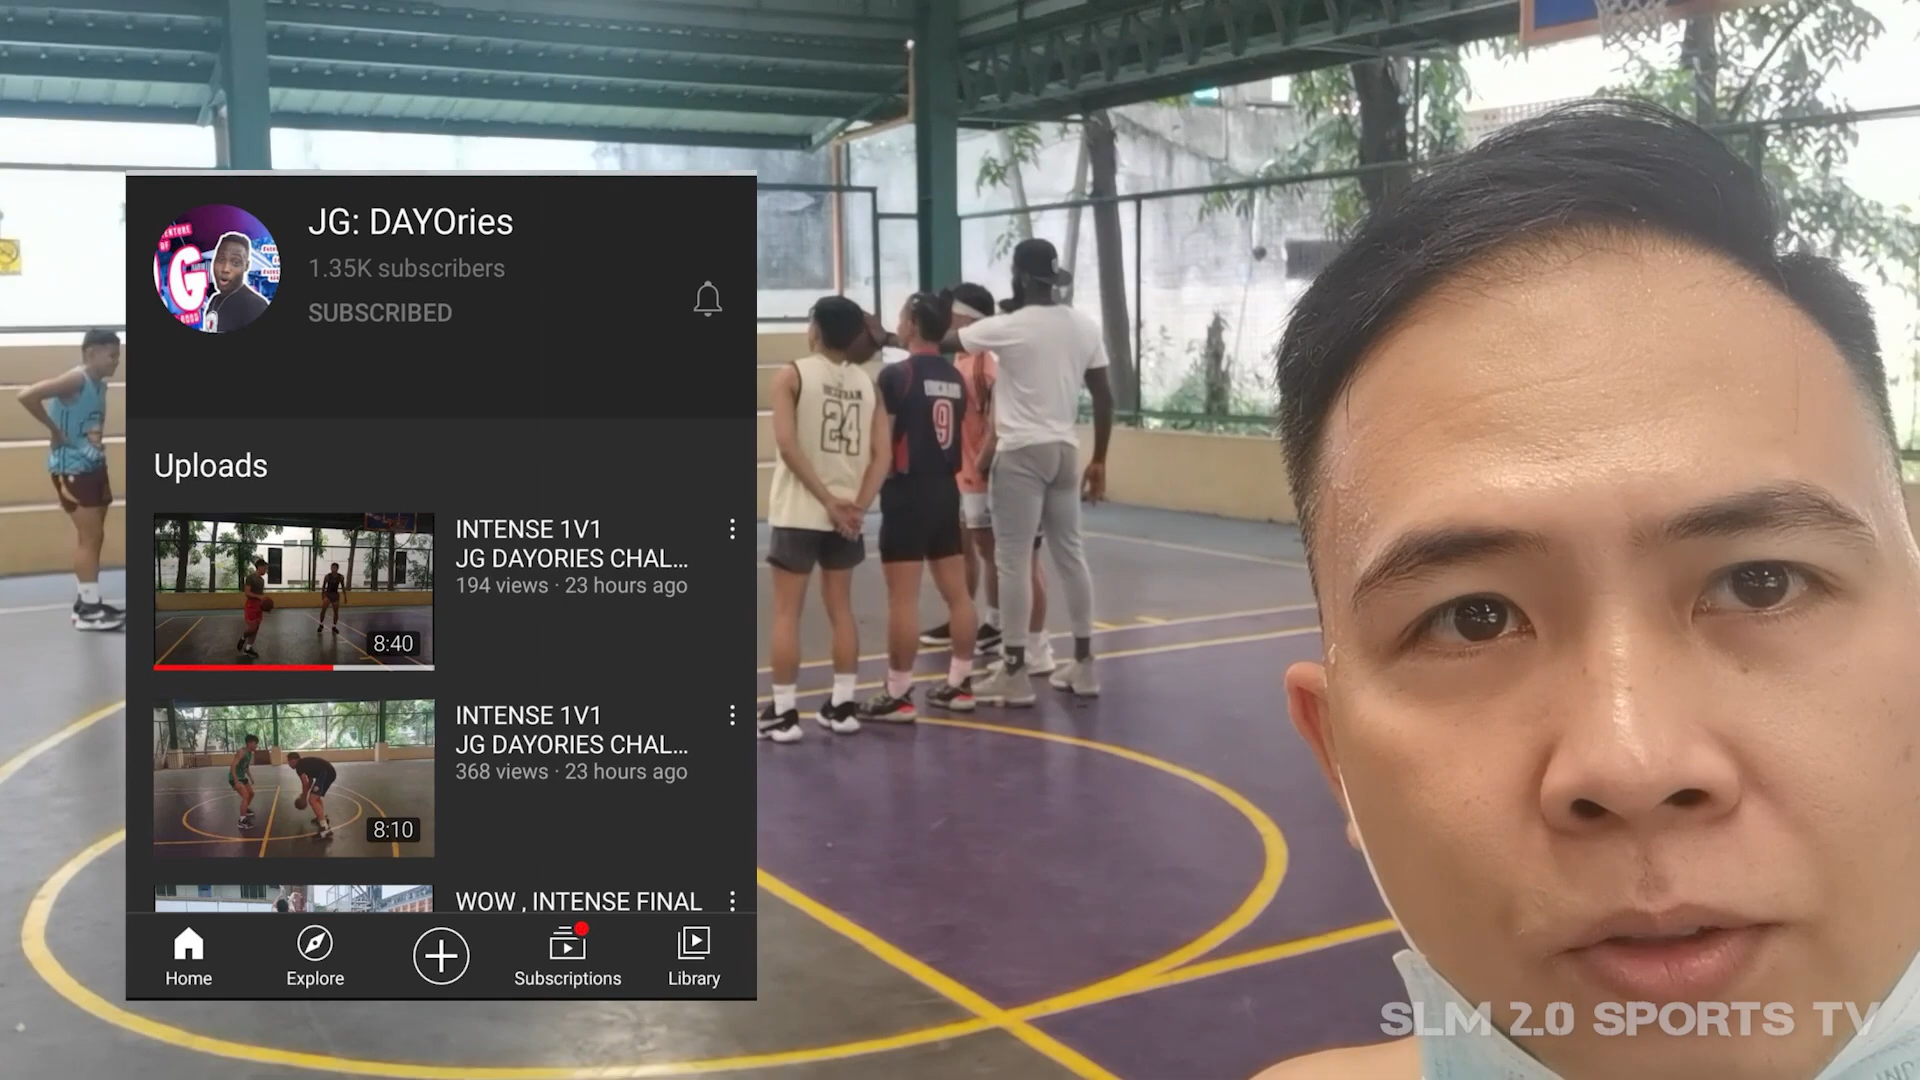 JG: DAYOries
1.35K subscribers
SUBSCRIBED
G
Uploads
INTENSE 1V1
JG DAYORIES CHAL...
194 views · 23 hours ago
8:40
INTENSE 1V1
JG DAYORIES CHAL...
368 views · 23 hours ago
8:10
WOW , INTENSE FINAL
Home
Explore
Subscriptions
Library
24
9
SLM 2.0 SPORTS TV